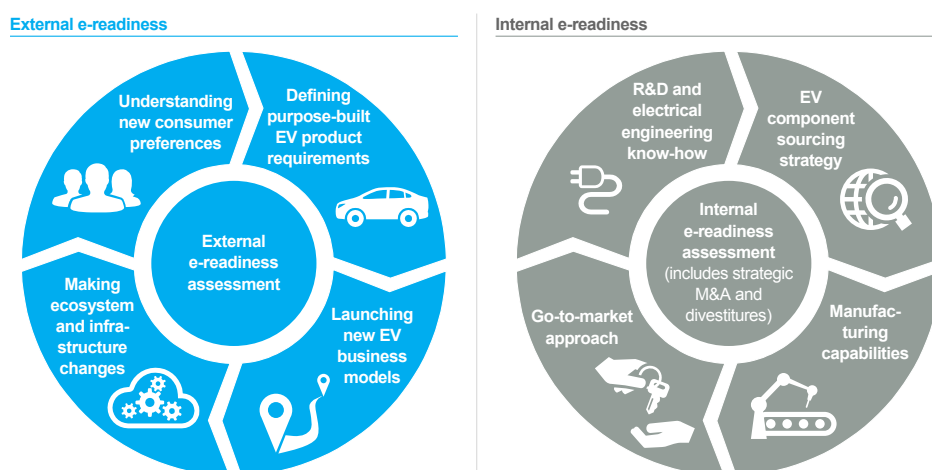 External e-readiness
Understanding
new consumer
preferences
Defining
purpose-built
EV product
requirements
External
e-readiness
assessment
Making
ecosystem
and infra-
structure
changes
Launching
new EV
business
models
Internal e-readiness
R&D and
electrical
engineering
know-how
EV
component
sourcing
strategy
Internal
e-readiness
assessment
(includes strategic
M&A and
divestitures)
Go-to-market
approach
Manufac-
turing
capabilities